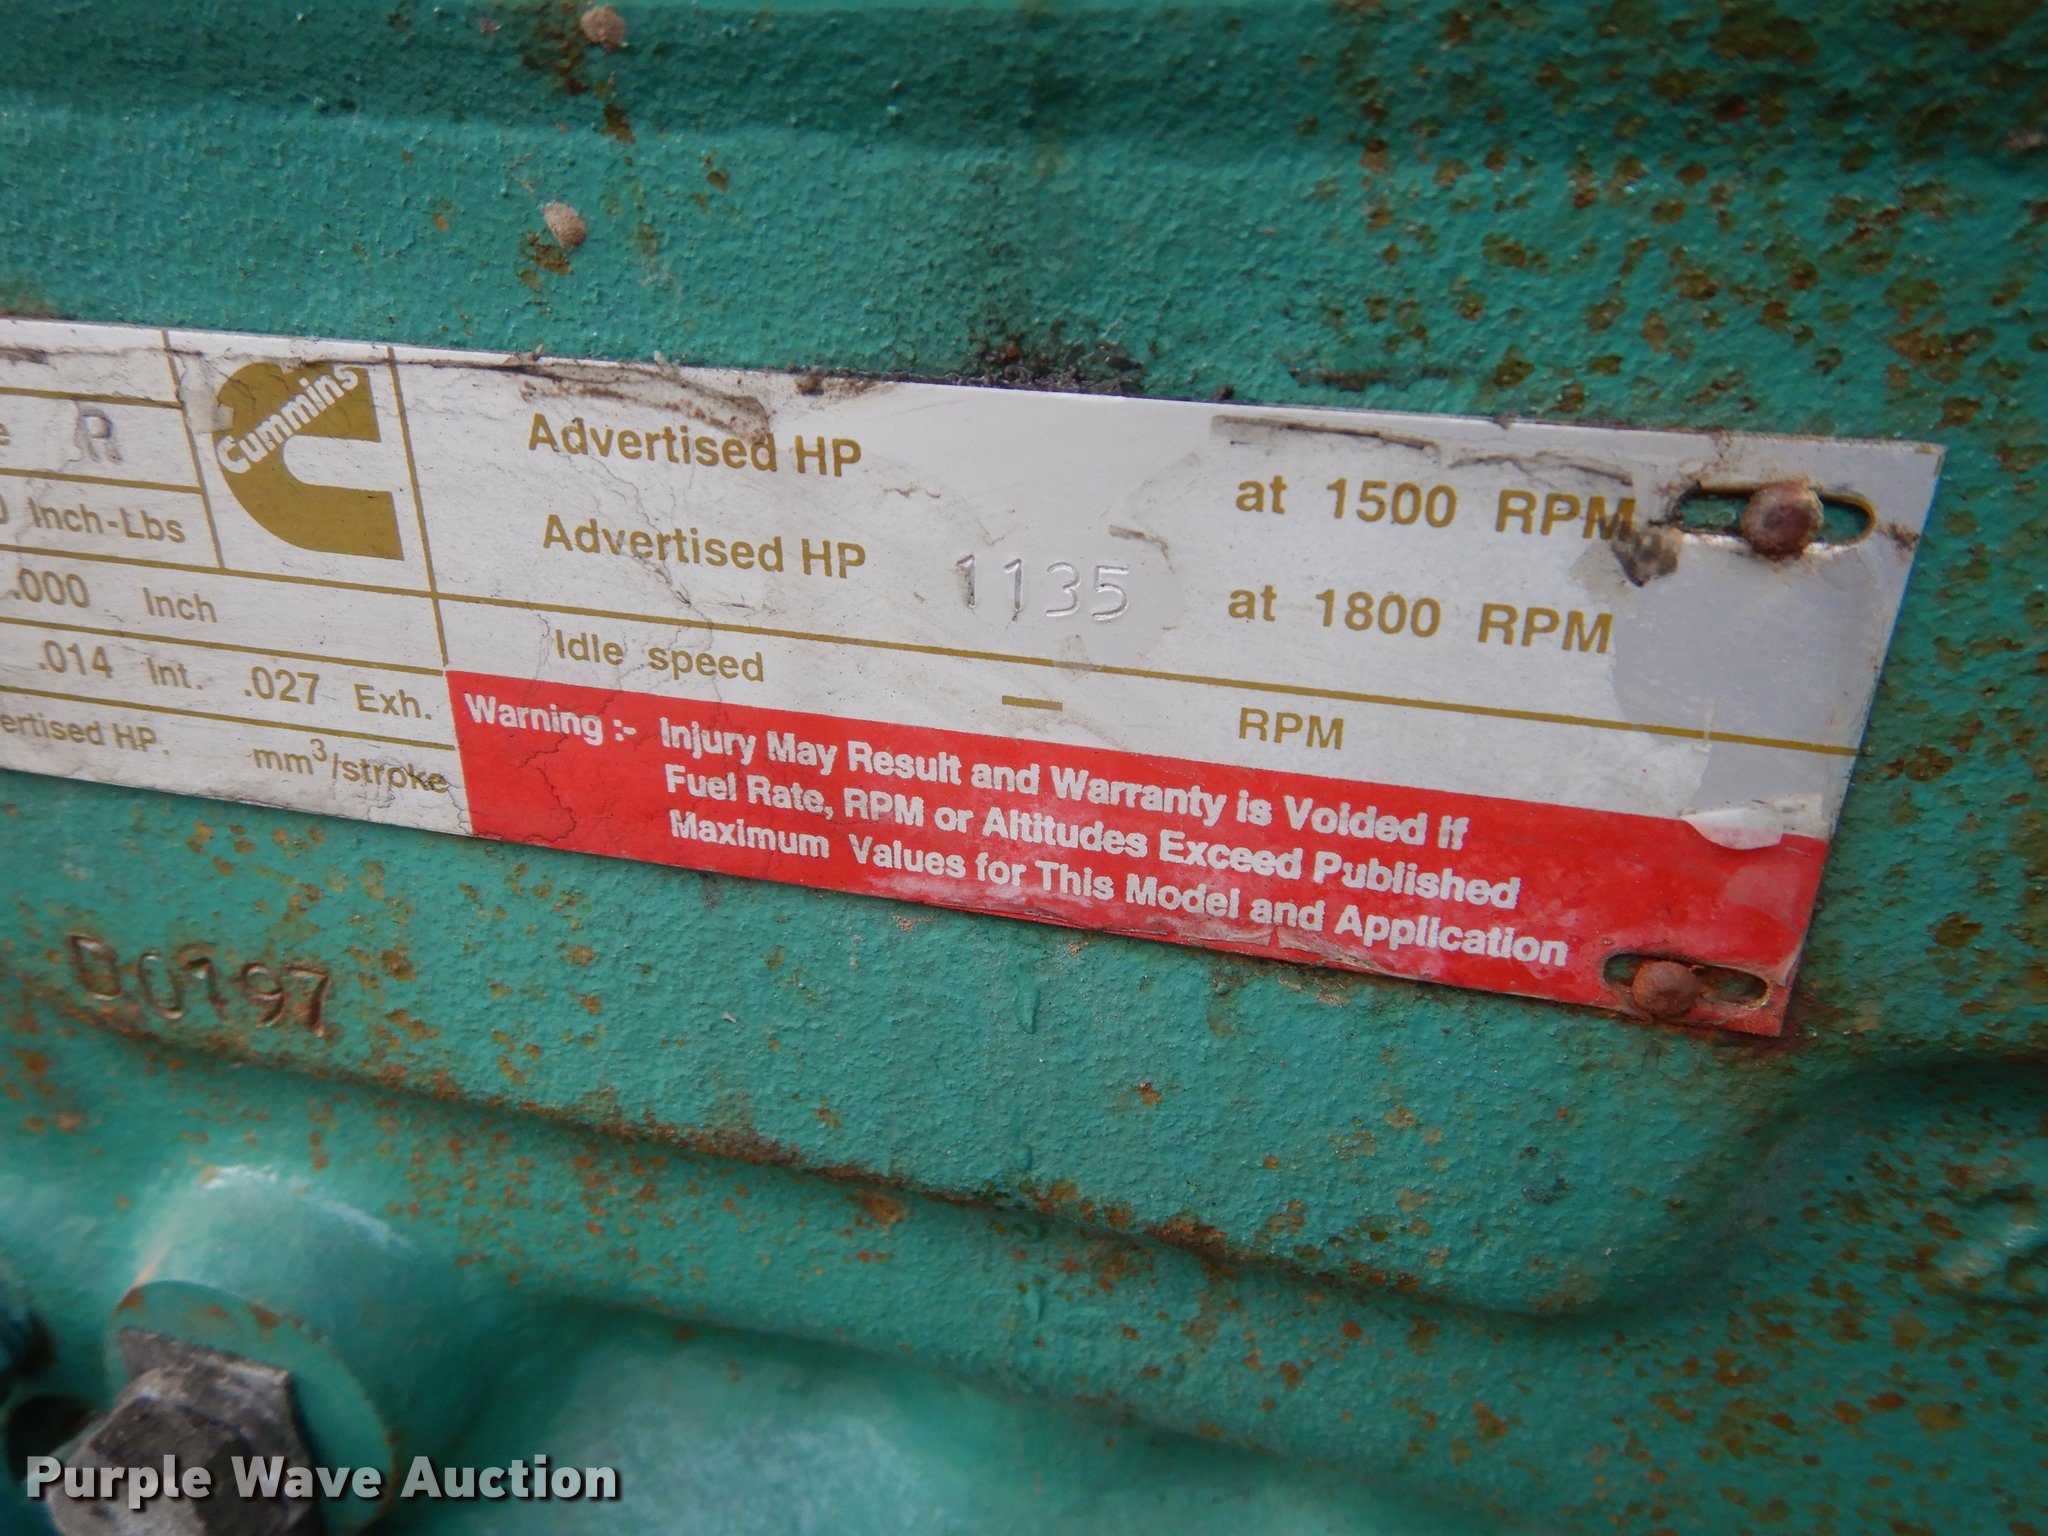 R
Inch-Lbs
.000 Inch
.014 Int. .027 Exh.
mm³/stroke
Cummins
Advertised HP at 1500 RPM
Advertised HP 1135 at 1800 RPM
Idle speed — RPM
Warning :- Injury May Result and Warranty is Voided if
Fuel Rate, RPM or Altitudes Exceed Published
Maximum Values for This Model and Application
D0797
Purple Wave Auction